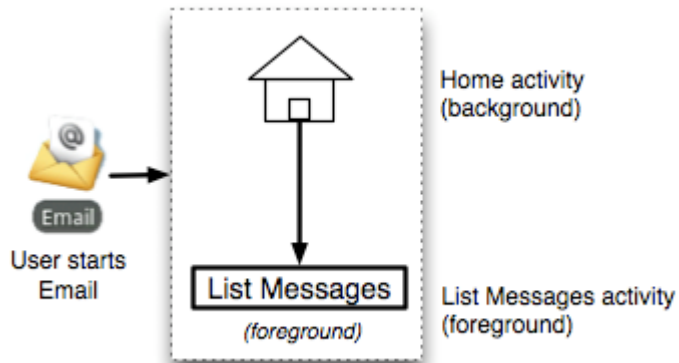 Home activity
(background)
@
Email
User starts
Email
List Messages
(foreground)
List Messages activity
(foreground)